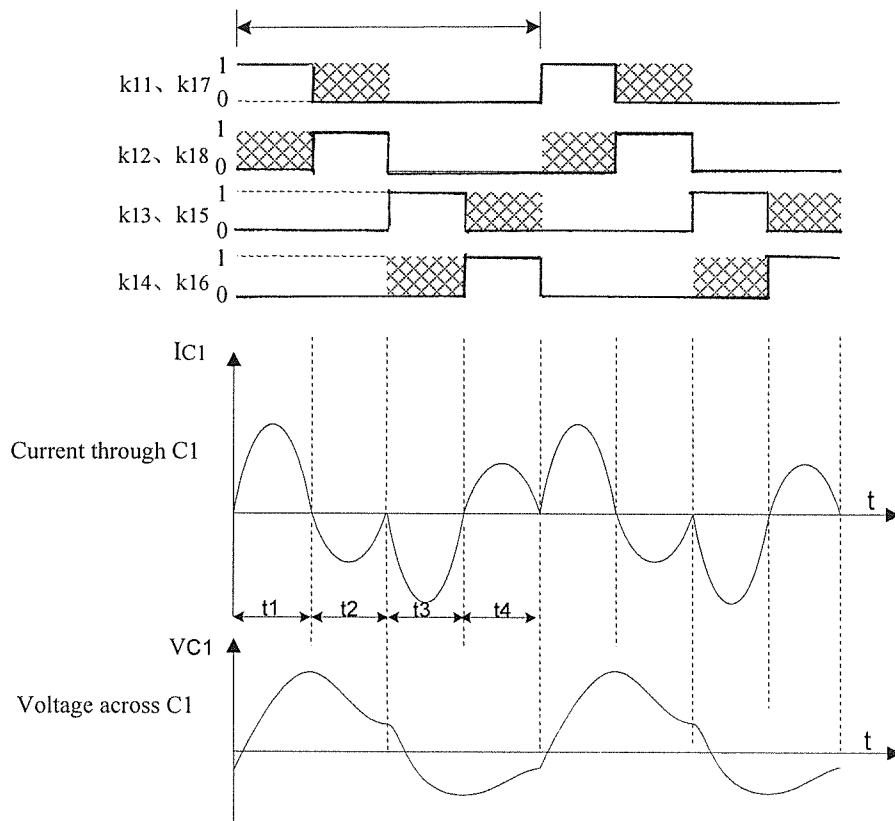 1
k11、k17
0
1
k12、k18
0
1
k13、k15
0
1
k14、k16
0
IC1
Current through C1
t
t1 t2 t3 t4
VC1
Voltage across C1
t